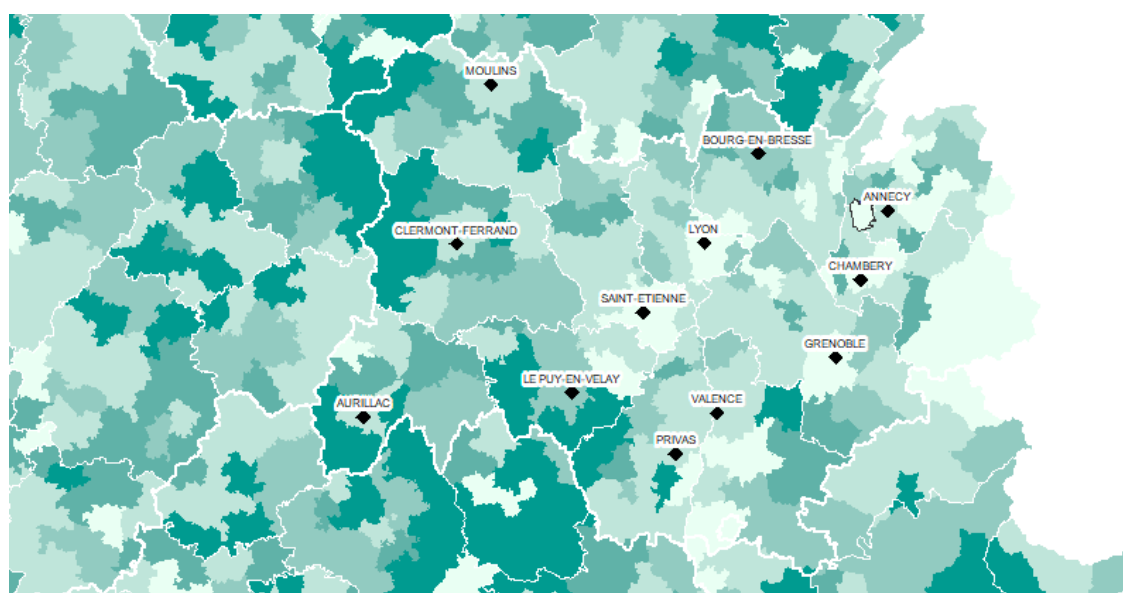 MOULINS
BOURG-EN-BRESSE
ANNECY
CLERMONT-FERRAND
LYON
CHAMBERY
SAINT-ETIENNE
GRENOBLE
LE PUY-EN-VELAY
AURILLAC
VALENCE
PRIVAS